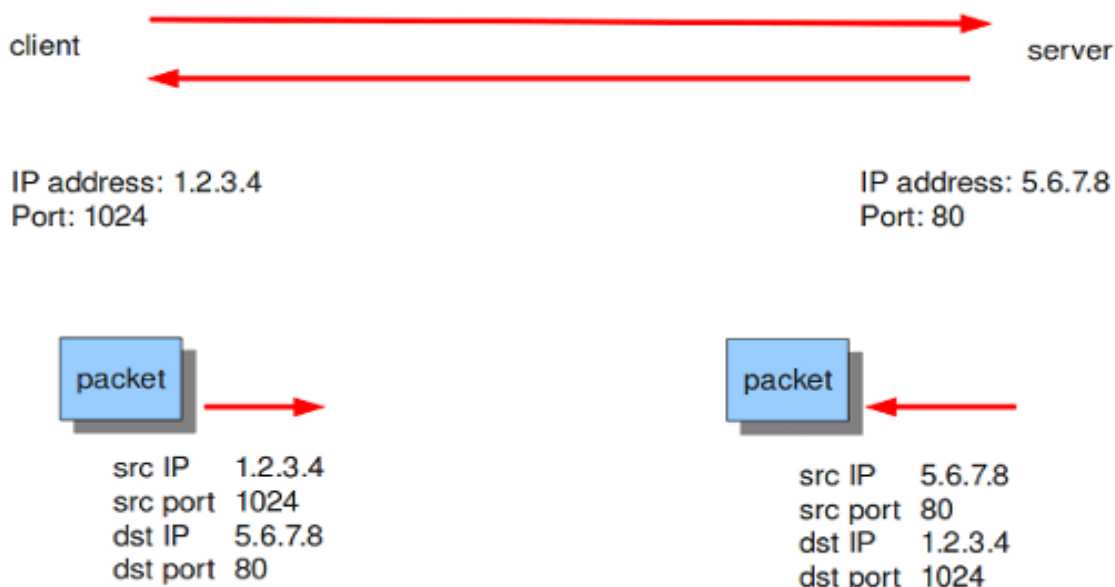 client
server
IP address: 1.2.3.4
Port: 1024
IP address: 5.6.7.8
Port: 80
packet
src IP 1.2.3.4
src port 1024
dst IP 5.6.7.8
dst port 80
packet
src IP 5.6.7.8
src port 80
dst IP 1.2.3.4
dst port 1024